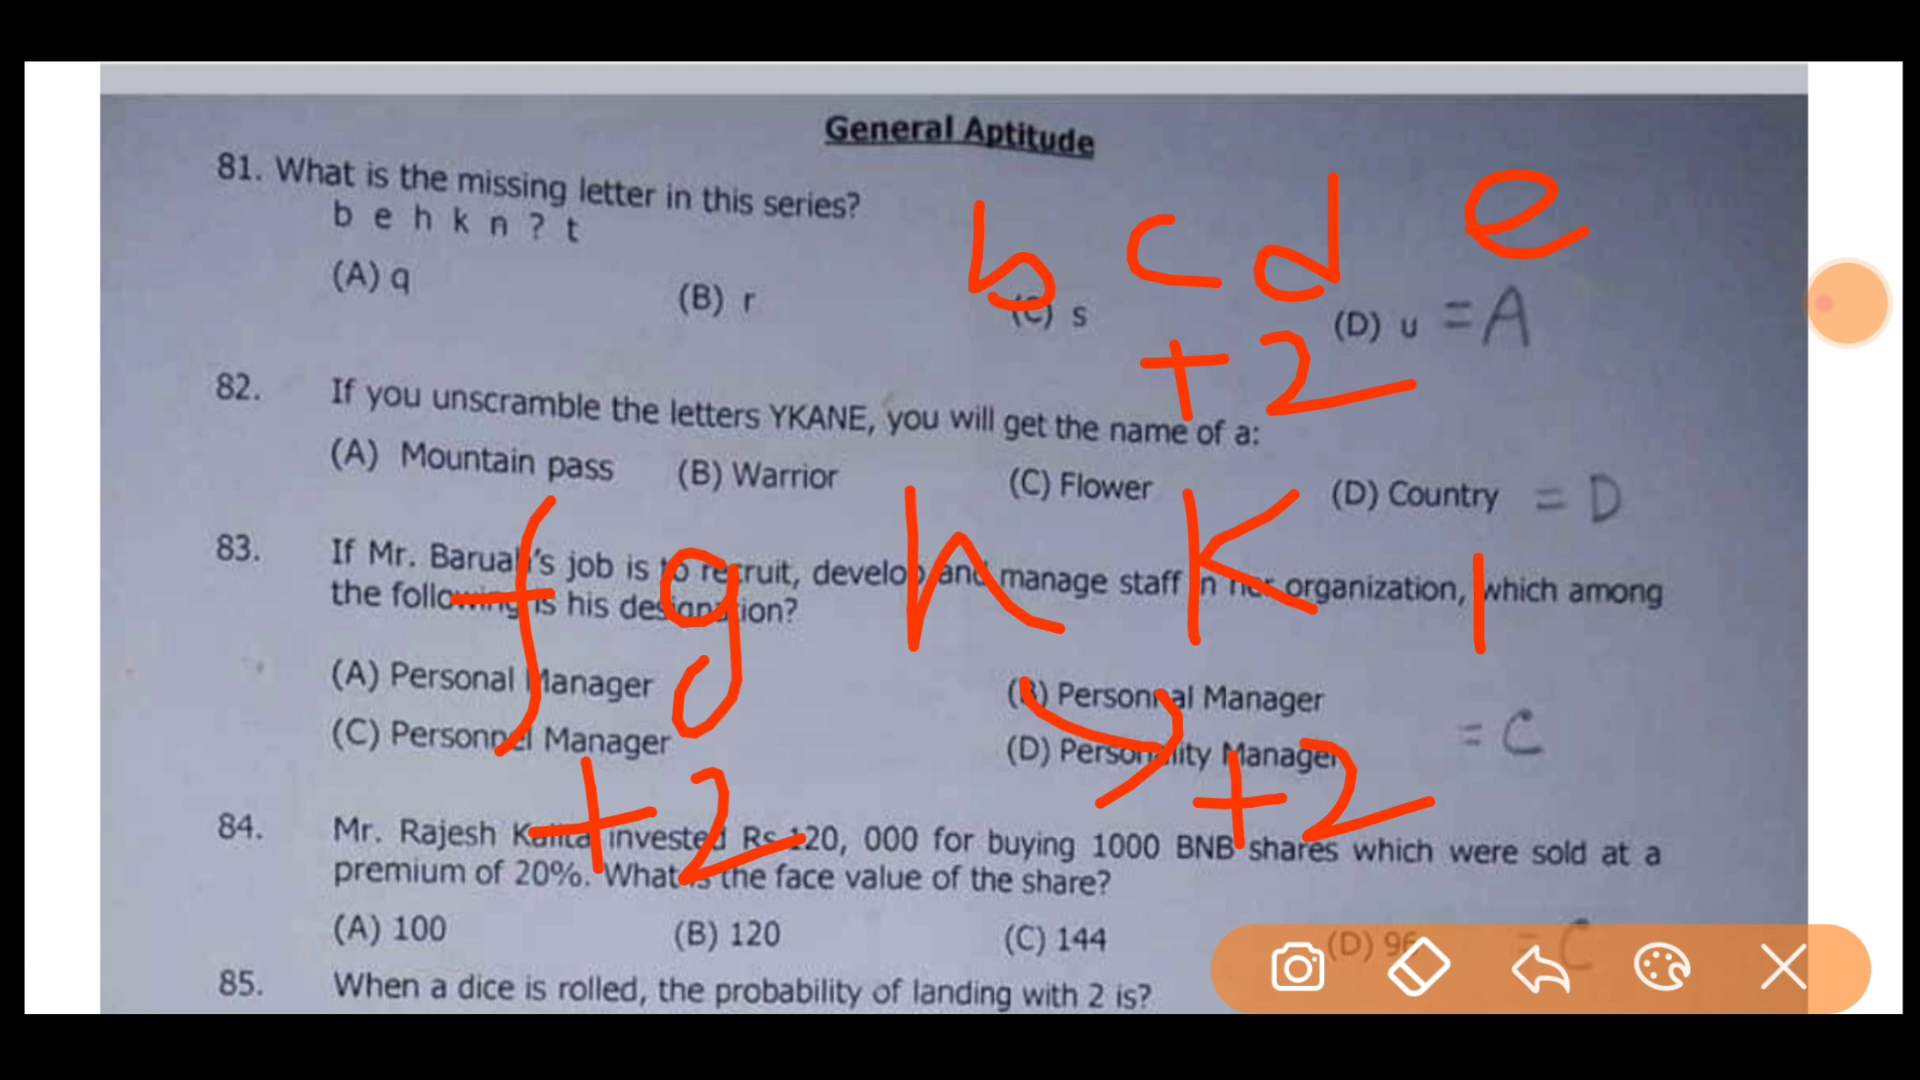 General Aptitude
81. What is the missing letter in this series?
b e h k n ? t
(A) q (B) r (C) s (D) u = A
b c d e
+2
82. If you unscramble the letters YKANE, you will get the name of a:
(A) Mountain pass (B) Warrior (C) Flower (D) Country = D
f g h K l
83. If Mr. Baruah's job is to recruit, develop and manage staff in her organization, which among
the following is his designation?
(A) Personal Manager (B) Personnal Manager
(C) Personnel Manager (D) Personality Manager = C
+2 +2
84. Mr. Rajesh Kalita invested Rs 120, 000 for buying 1000 BNB shares which were sold at a
premium of 20%. What is the face value of the share?
(A) 100 (B) 120 (C) 144 (D) 96 = C
85. When a dice is rolled, the probability of landing with 2 is?